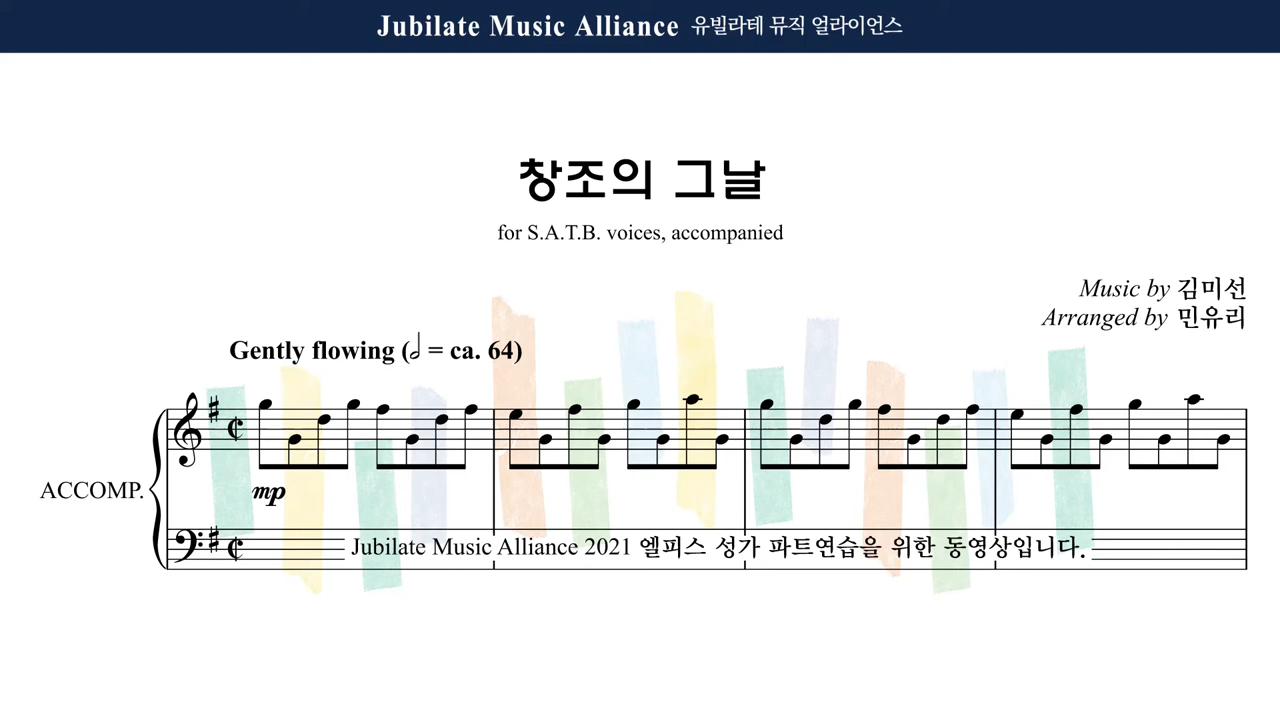 Jubilate Music Alliance 유빌라테 뮤직 얼라이언스
창조의 그날
for S.A.T.B. voices, accompanied
Music by 김미선
Arranged by 민유리
Gently flowing (𝅗𝅥 = ca. 64)
mp
ACCOMP.
Jubilate Music Alliance 2021 엘피스 성가 파트연습을 위한 동영상입니다.